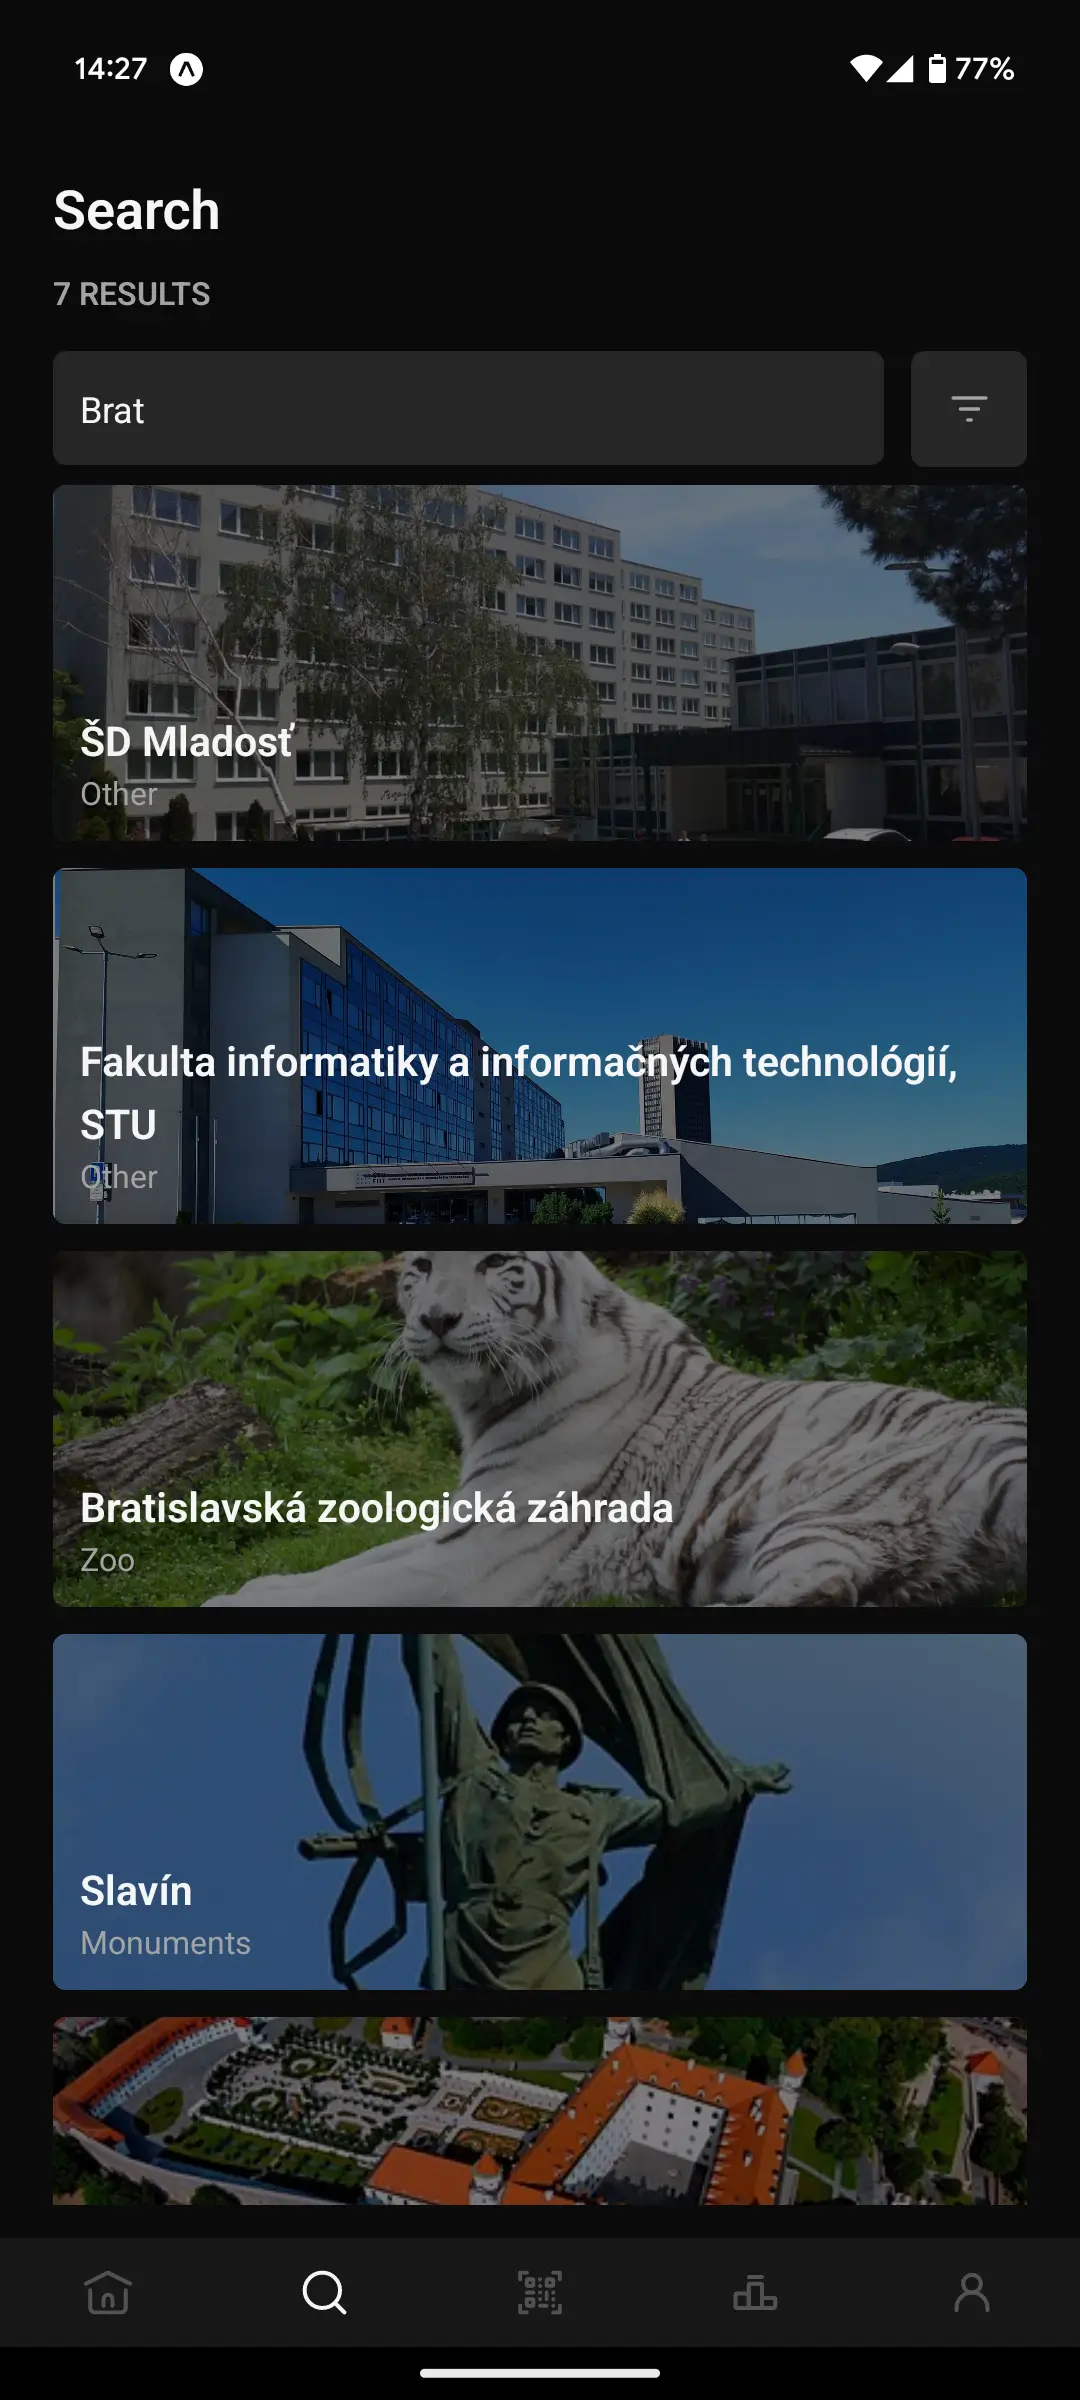 14:27
77%
Search
7 RESULTS
Brat
ŠD Mladosť
Other
Fakulta informatiky a informačných technológií,
STU
Other
Bratislavská zoologická záhrada
Zoo
Slavín
Monuments